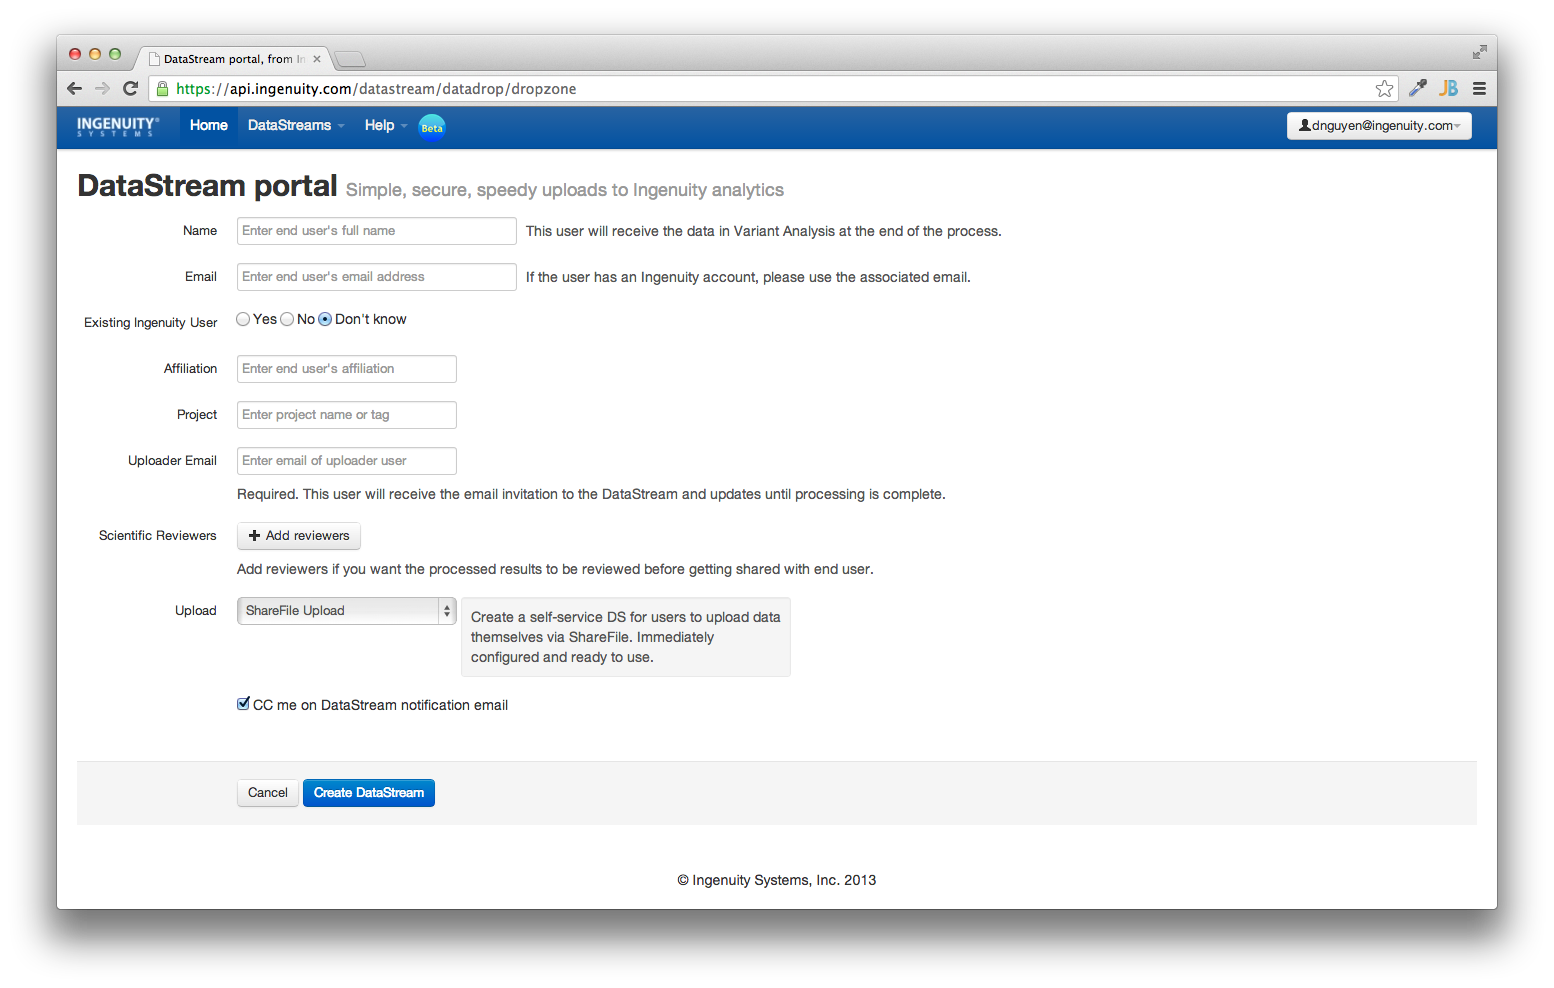 DataStream portal, from In
https://api.ingenuity.com/datastream/datadrop/dropzone
JB
INGENUITY® SYSTEMS
Home DataStreams Help Beta dnguyen@ingenuity.com
DataStream portal Simple, secure, speedy uploads to Ingenuity analytics
Name Enter end user's full name This user will receive the data in Variant Analysis at the end of the process.
Email Enter end user's email address If the user has an Ingenuity account, please use the associated email.
Existing Ingenuity User Yes No Don't know
Affiliation Enter end user's affiliation
Project Enter project name or tag
Uploader Email Enter email of uploader user
Required. This user will receive the email invitation to the DataStream and updates until processing is complete.
Scientific Reviewers Add reviewers
Add reviewers if you want the processed results to be reviewed before getting shared with end user.
Upload ShareFile Upload
Create a self-service DS for users to upload data
themselves via ShareFile. Immediately
configured and ready to use.
CC me on DataStream notification email
Cancel Create DataStream
© Ingenuity Systems, Inc. 2013